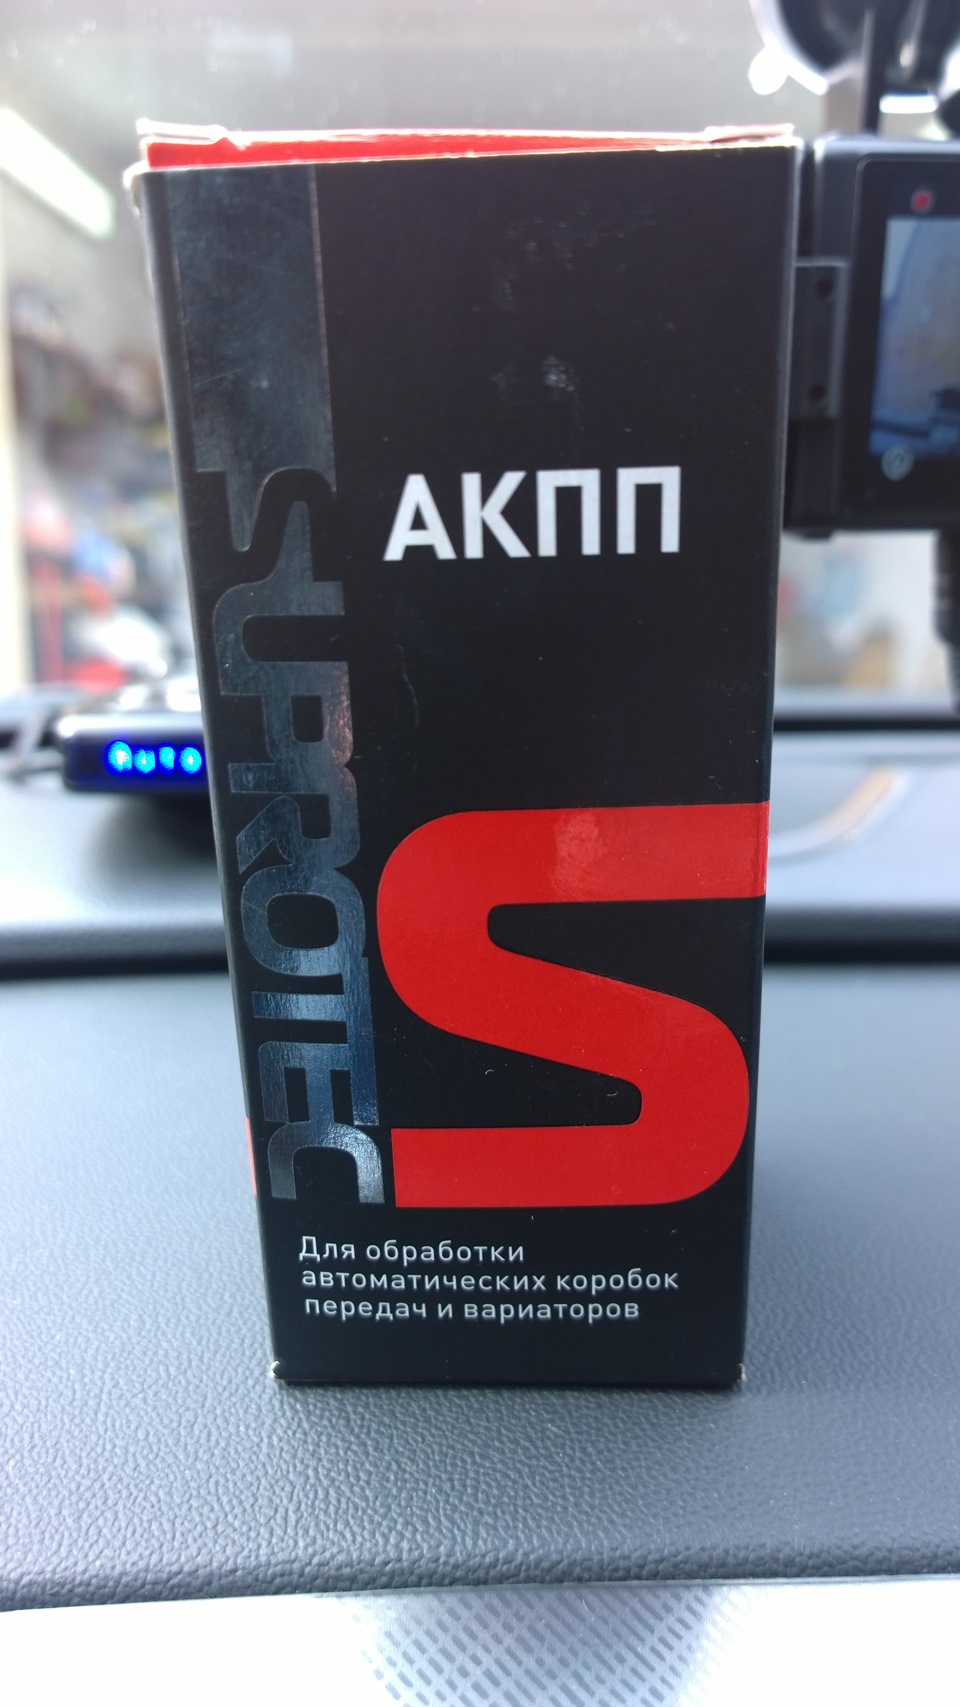 АКПП
SUPROTEC
S
Для обработки
автоматических коробок
передач и вариаторов